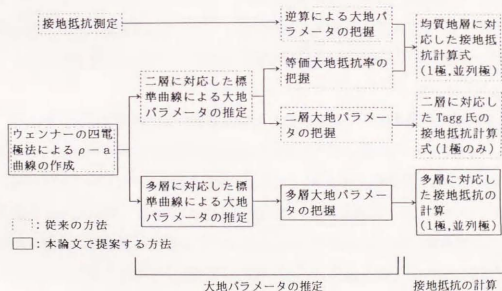 接地抵抗測定
逆算による大地パ
ラメータの把握
均質地層に
対応した接地抵
抗計算式
(1極,並列極)
等価大地抵抗率の
把握
二層に対応した標
準曲線による大地
パラメータの推定
二層大地パラメー
タの把握
二層に対応し
た Tagg 氏の
接地抵抗計算
式(1極のみ)
ウェンナーの四電
極法による ρ－a
曲線の作成
多層に対応した標
準曲線による大地
パラメータの推定
多層大地パラメー
タの把握
多層に対応し
た接地抵抗の
計算
(1極,並列極)
：従来の方法
：本論文で提案する方法
大地パラメータの推定
接地抵抗の計算